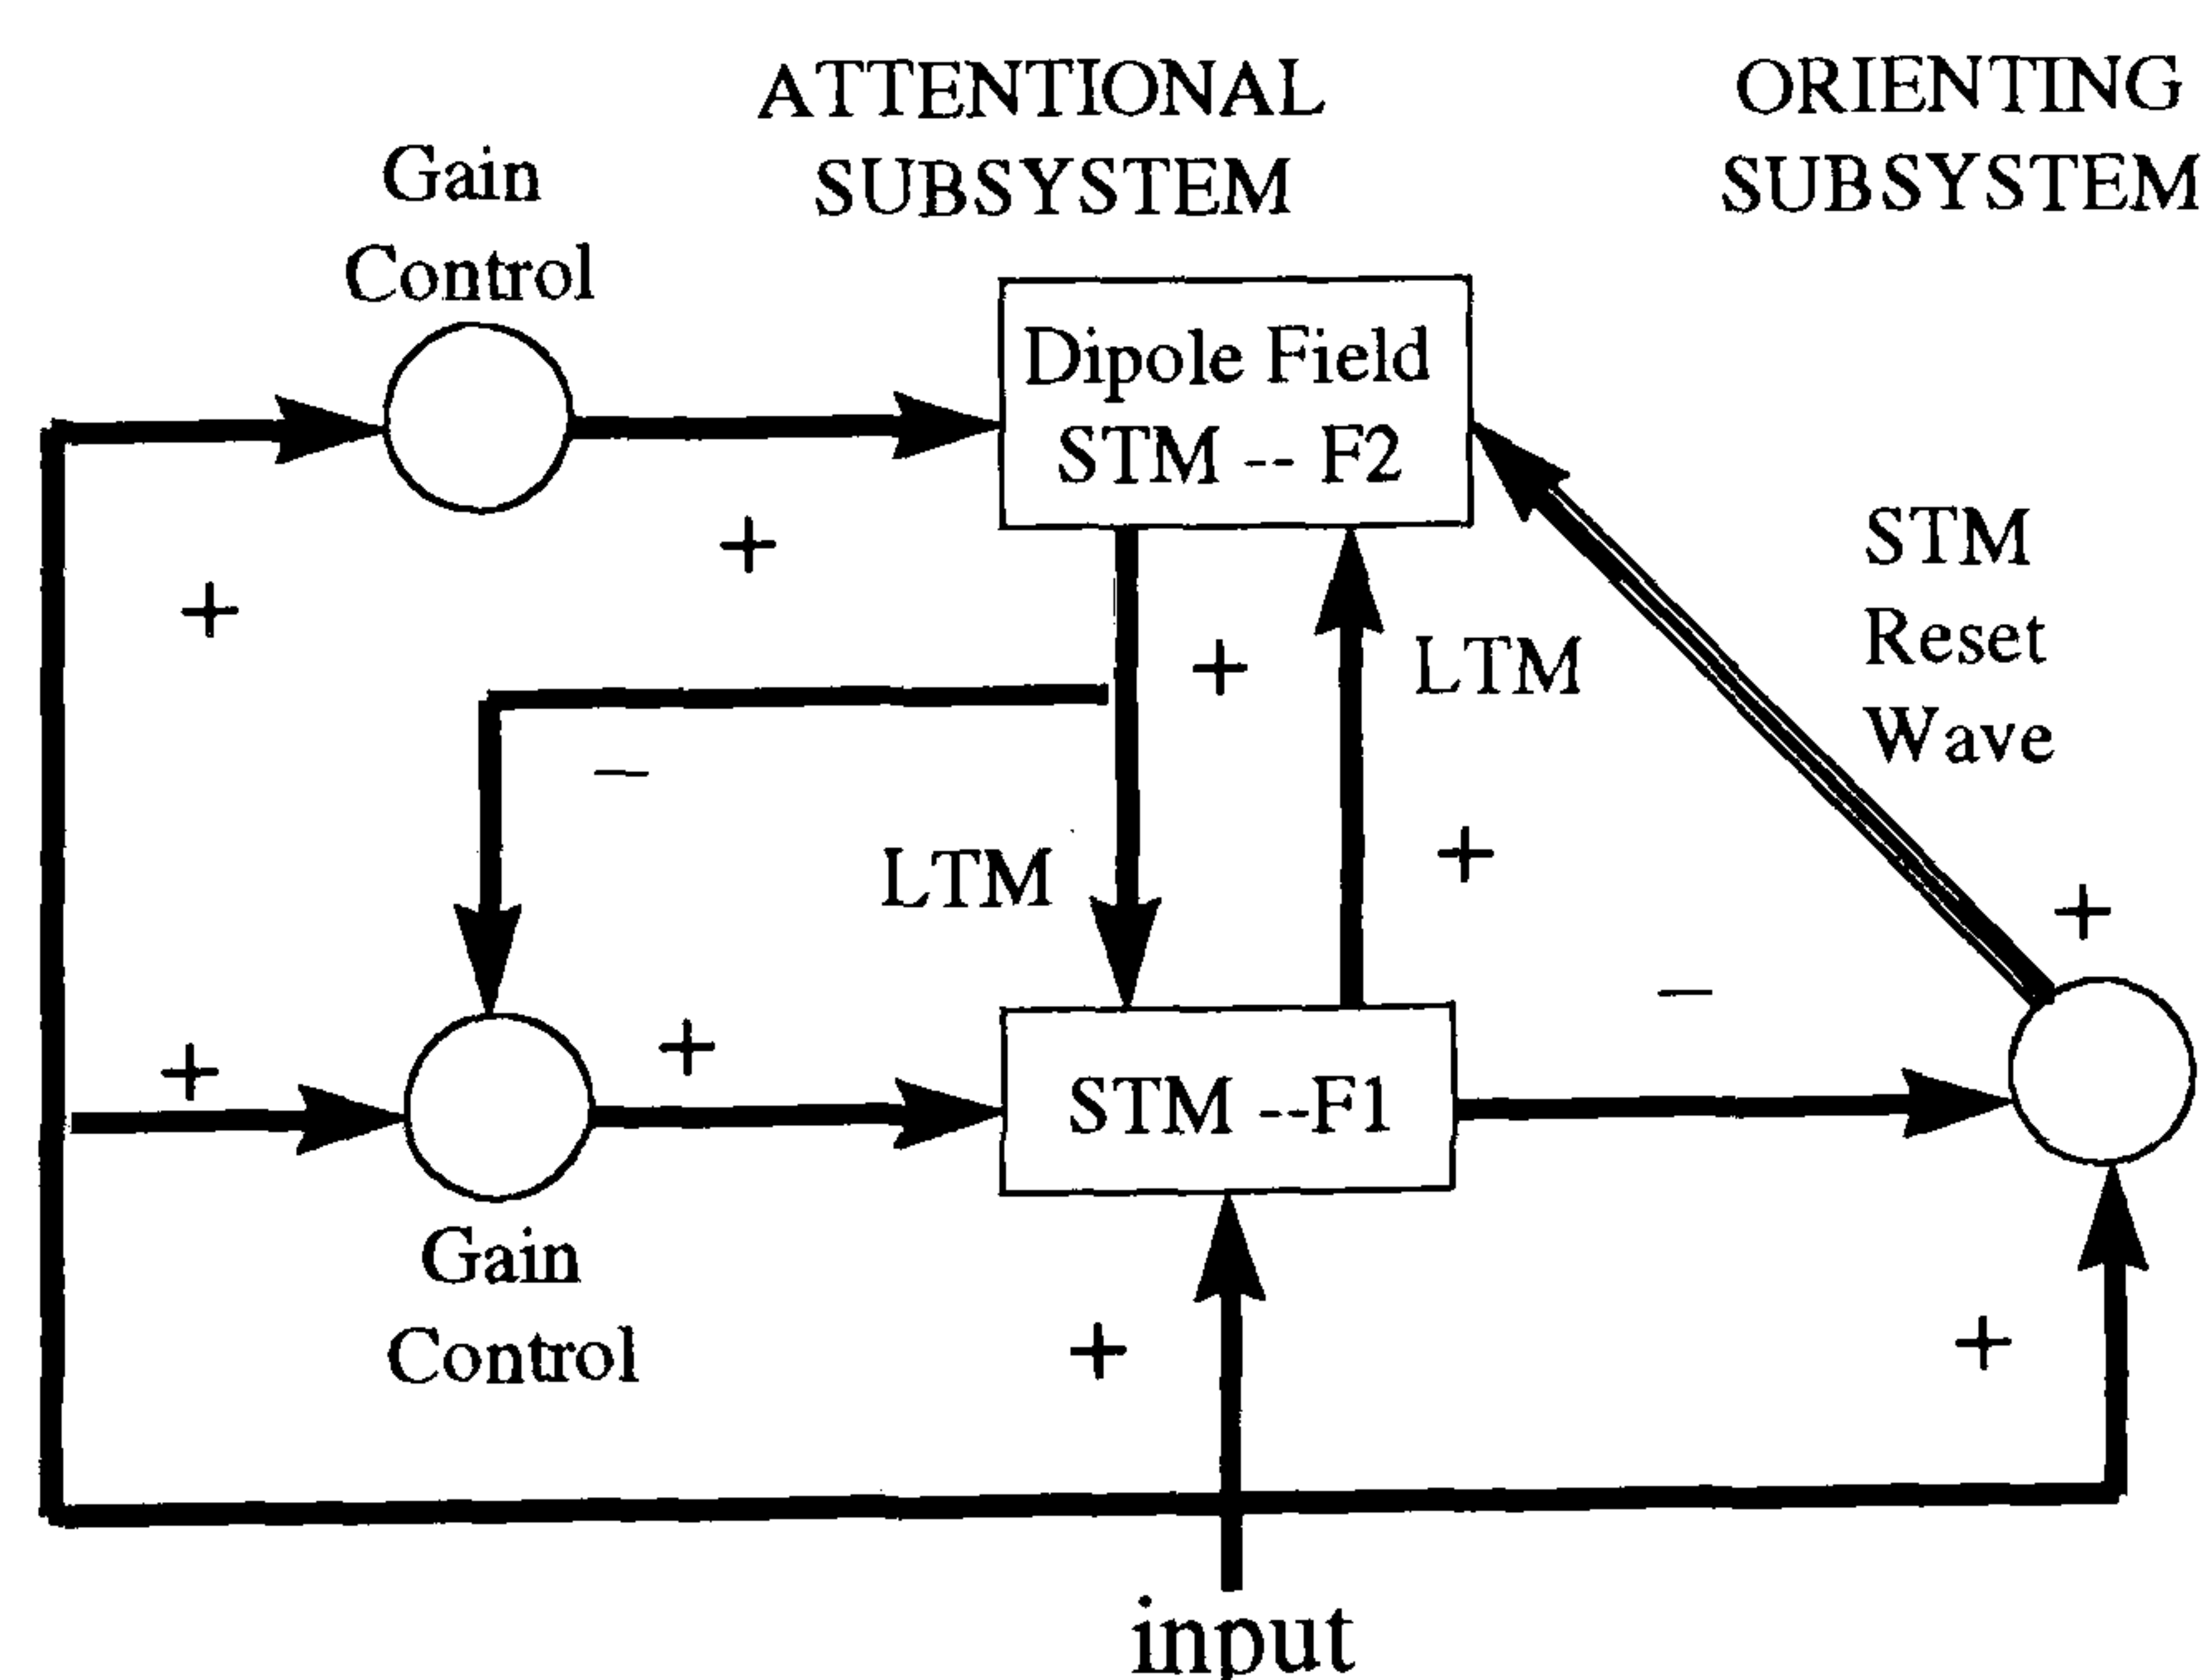 ATTENTIONAL
SUBSYSTEM
ORIENTING
SUBSYSTEM
Gain
Control
Dipole Field
STM -- F2
+
+
STM
Reset
Wave
+
LTM
–
LTM
+
+
–
+
+
STM --F1
Gain
Control
+
+
input